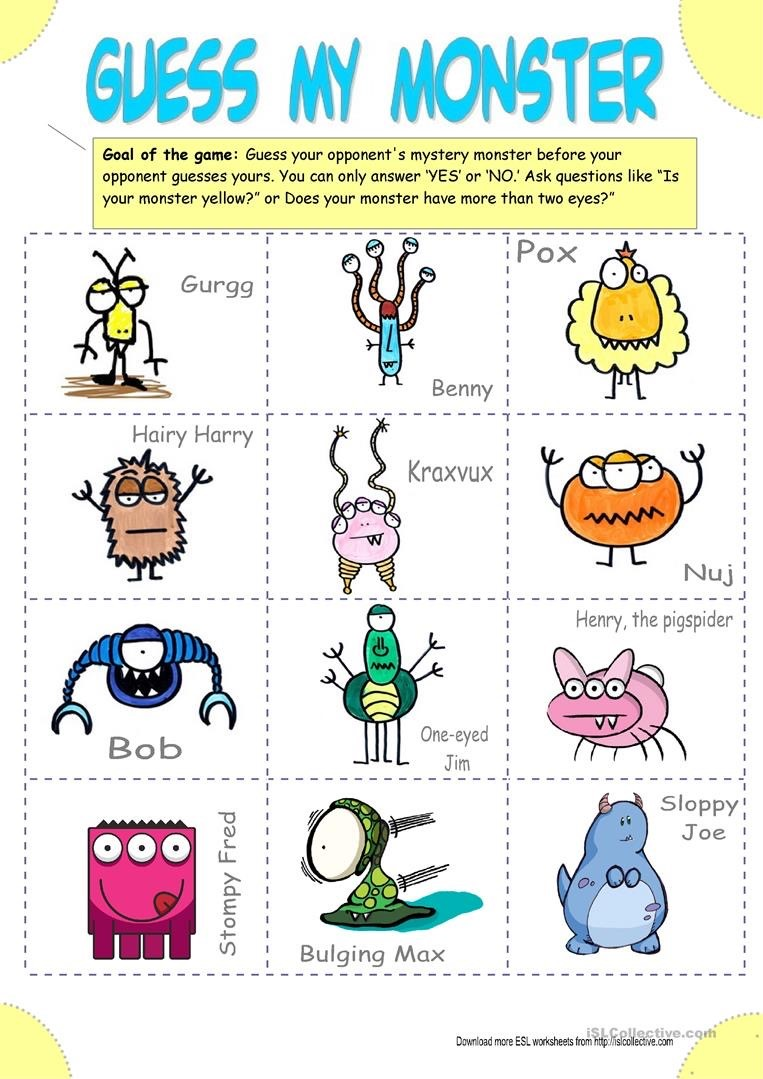 GUESS MY MONSTER
Goal of the game: Guess your opponent's mystery monster before your
opponent guesses yours. You can only answer ‘YES’ or ‘NO.’ Ask questions like “Is
your monster yellow?” or Does your monster have more than two eyes?”
Gurgg
Benny
Pox
Hairy Harry
Kraxvux
Nuj
Bob
One-eyed
Jim
Henry, the pigspider
Stompy Fred
Bulging Max
Sloppy
Joe
iSLCollective.com
Download more ESL worksheets from http://islcollective.com